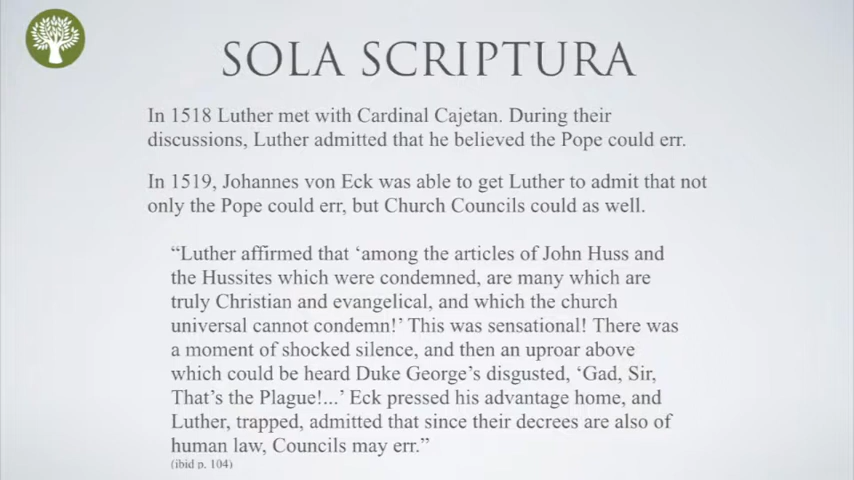 SOLA SCRIPTURA
In 1518 Luther met with Cardinal Cajetan. During their
discussions, Luther admitted that he believed the Pope could err.
In 1519, Johannes von Eck was able to get Luther to admit that not
only the Pope could err, but Church Councils could as well.
“Luther affirmed that ‘among the articles of John Huss and
the Hussites which were condemned, are many which are
truly Christian and evangelical, and which the church
universal cannot condemn!’ This was sensational! There was
a moment of shocked silence, and then an uproar above
which could be heard Duke George’s disgusted, ‘Gad, Sir,
That’s the Plague!...’ Eck pressed his advantage home, and
Luther, trapped, admitted that since their decrees are also of
human law, Councils may err.”
(ibid p. 104)